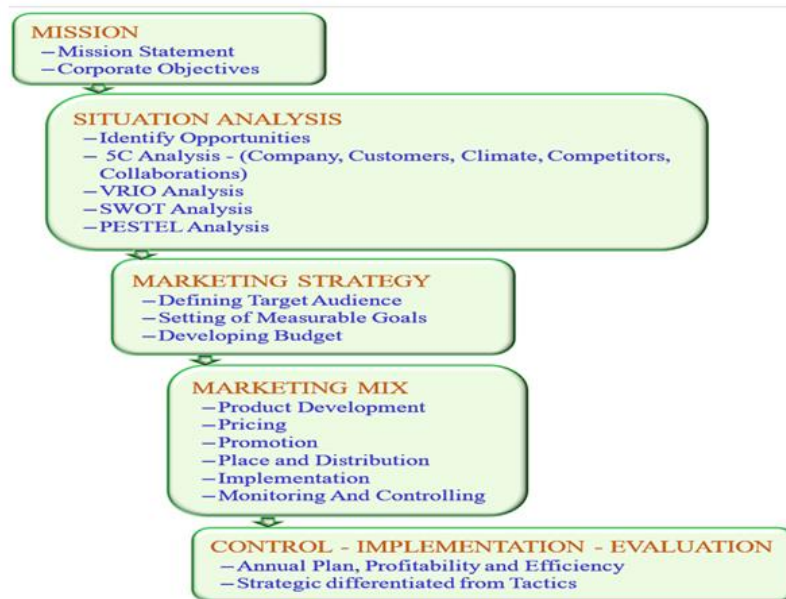 MISSION
–Mission Statement
–Corporate Objectives
SITUATION ANALYSIS
–Identify Opportunities
– 5C Analysis - (Company, Customers, Climate, Competitors,
Collaborations)
–VRIO Analysis
–SWOT Analysis
–PESTEL Analysis
MARKETING STRATEGY
–Defining Target Audience
–Setting of Measurable Goals
–Developing Budget
MARKETING MIX
–Product Development
–Pricing
–Promotion
–Place and Distribution
–Implementation
–Monitoring And Controlling
CONTROL - IMPLEMENTATION - EVALUATION
–Annual Plan, Profitability and Efficiency
–Strategic differentiated from Tactics